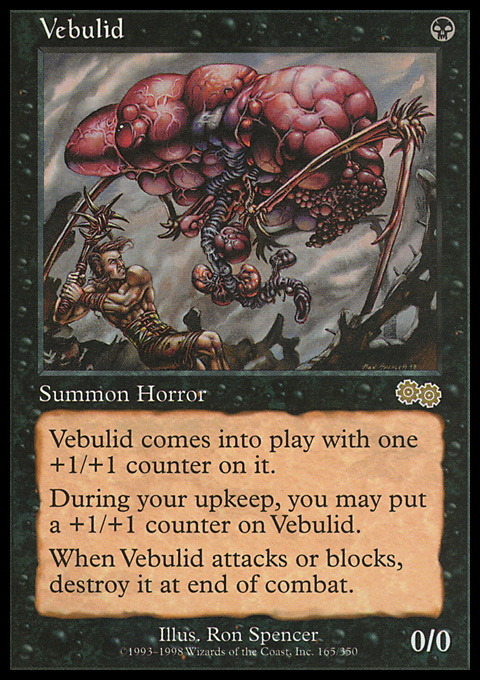 Vebulid
Summon Horror
Vebulid comes into play with one
+1/+1 counter on it.
During your upkeep, you may put
a +1/+1 counter on Vebulid.
When Vebulid attacks or blocks,
destroy it at end of combat.
Illus. Ron Spencer
©1993-1998 Wizards of the Coast, Inc. 165/350
0/0